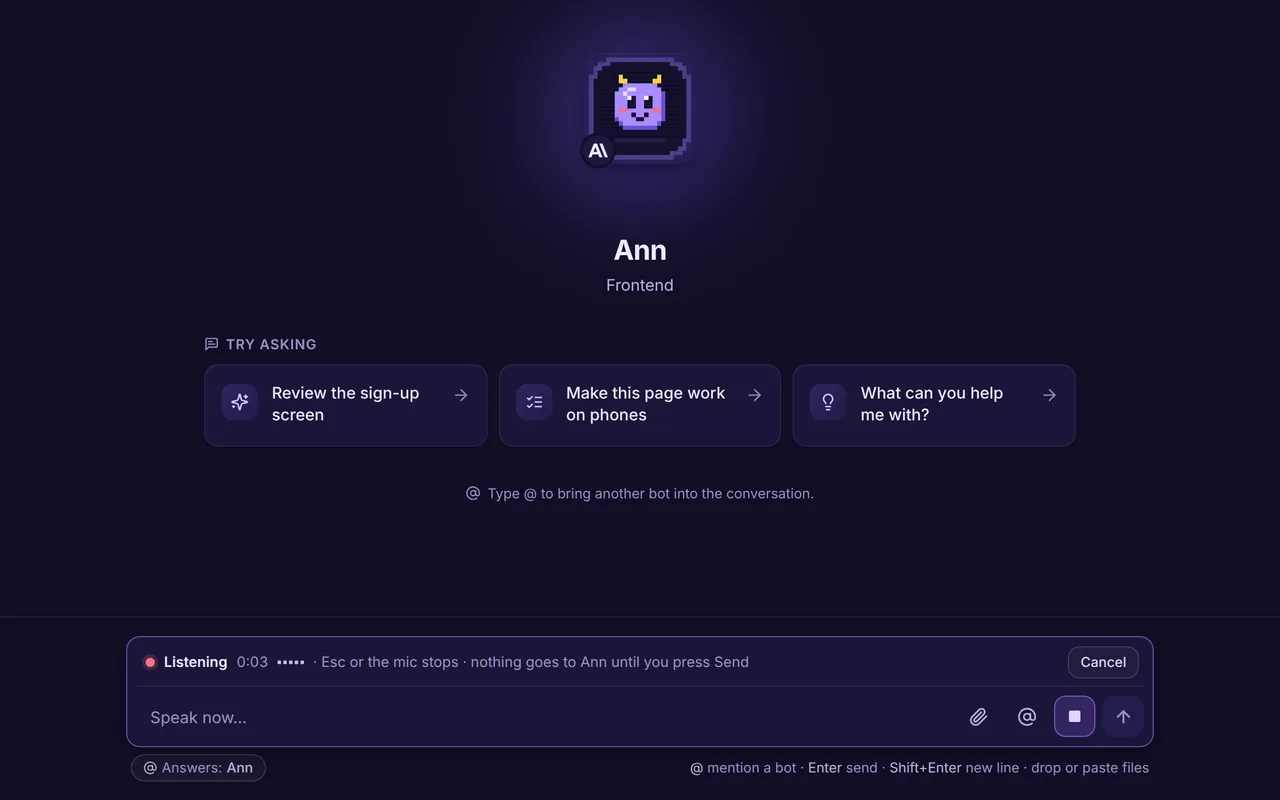 A\
Ann
Frontend
TRY ASKING
Review the sign-up
screen
Make this page work
on phones
What can you help
me with?
@ Type @ to bring another bot into the conversation.
Listening 0:03 · Esc or the mic stops · nothing goes to Ann until you press Send
Cancel
Speak now...
@
@ Answers: Ann
@ mention a bot · Enter send · Shift+Enter new line · drop or paste files